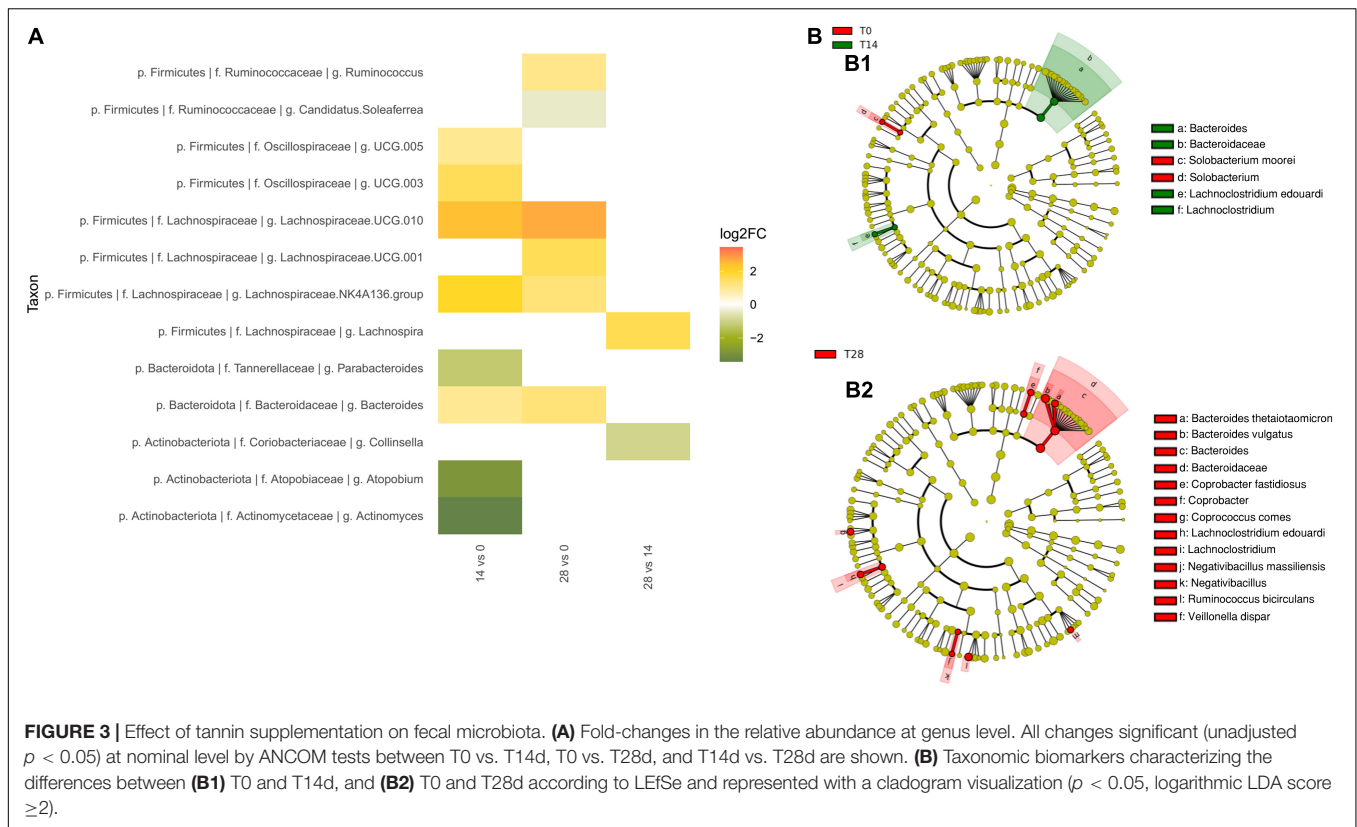 A
p. Firmicutes | f. Ruminococcaceae | g. Ruminococcus
p. Firmicutes | f. Ruminococcaceae | g. Candidatus.Soleaferrea
p. Firmicutes | f. Oscillospiraceae | g. UCG.005
p. Firmicutes | f. Oscillospiraceae | g. UCG.003
p. Firmicutes | f. Lachnospiraceae | g. Lachnospiraceae.UCG.010
p. Firmicutes | f. Lachnospiraceae | g. Lachnospiraceae.UCG.001
p. Firmicutes | f. Lachnospiraceae | g. Lachnospiraceae.NK4A136.group
p. Firmicutes | f. Lachnospiraceae | g. Lachnospira
p. Bacteroidota | f. Tannerellaceae | g. Parabacteroides
p. Bacteroidota | f. Bacteroidaceae | g. Bacteroides
p. Actinobacteriota | f. Coriobacteriaceae | g. Collinsella
p. Actinobacteriota | f. Atopobiaceae | g. Atopobium
p. Actinobacteriota | f. Actinomycetaceae | g. Actinomyces
Taxon
14 vs 0
28 vs 0
28 vs 14
log2FC
2
0
−2
B
T0
T14
B1
b
a
d
c
e
f
a: Bacteroides
b: Bacteroidaceae
c: Solobacterium moorei
d: Solobacterium
e: Lachnoclostridium edouardi
f: Lachnoclostridium
T28
B2
f
e
b
a
d
c
g
h
i
j
k
l
m
a: Bacteroides thetaiotaomicron
b: Bacteroides vulgatus
c: Bacteroides
d: Bacteroidaceae
e: Coprobacter fastidiosus
f: Coprobacter
g: Coprococcus comes
h: Lachnoclostridium edouardi
i: Lachnoclostridium
j: Negativibacillus massiliensis
k: Negativibacillus
l: Ruminococcus bicirculans
f: Veillonella dispar
FIGURE 3 | Effect of tannin supplementation on fecal microbiota. (A) Fold-changes in the relative abundance at genus level. All changes significant (unadjusted
p < 0.05) at nominal level by ANCOM tests between T0 vs. T14d, T0 vs. T28d, and T14d vs. T28d are shown. (B) Taxonomic biomarkers characterizing the
differences between (B1) T0 and T14d, and (B2) T0 and T28d according to LEfSe and represented with a cladogram visualization (p < 0.05, logarithmic LDA score
≥2).